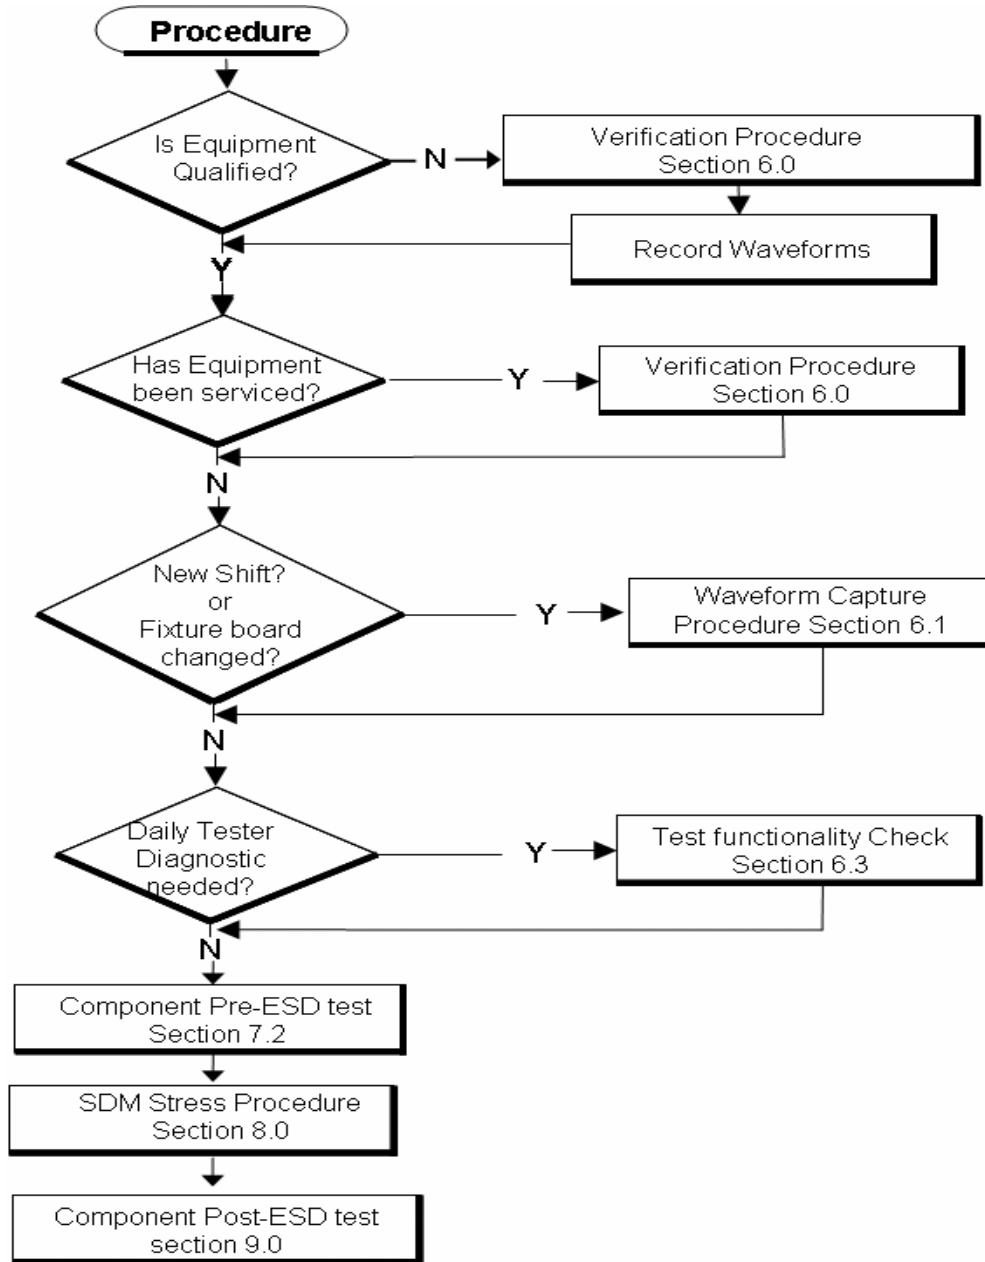 Procedure
Is Equipment
Qualified?
N
Verification Procedure
Section 6.0
Record Waveforms
Y
Has Equipment
been serviced?
Y
Verification Procedure
Section 6.0
N
New Shift?
or
Fixture board
changed?
Y
Waveform Capture
Procedure Section 6.1
N
Daily Tester
Diagnostic
needed?
Y
Test functionality Check
Section 6.3
N
Component Pre-ESD test
Section 7.2
SDM Stress Procedure
Section 8.0
Component Post-ESD test
section 9.0